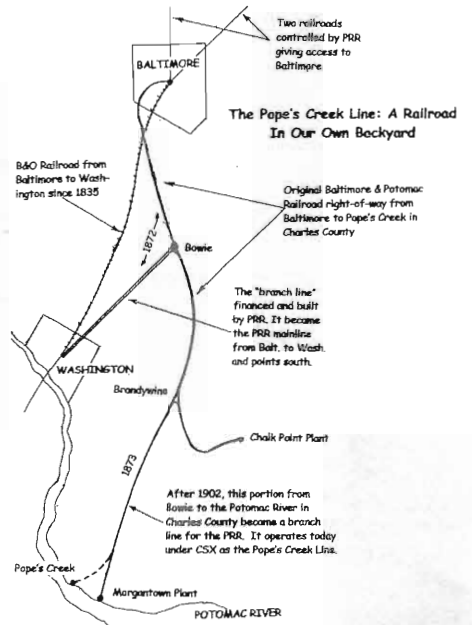 Two railroads
controlled by PRR
giving access to
Baltimore
BALTIMORE
The Pope's Creek Line: A Railroad
In Our Own Backyard
B&O Railroad from
Baltimore to Wash-
ington since 1835
Original Baltimore & Potomac
Railroad right-of-way from
Baltimore to Pope's Creek in
Charles County
1872
Bowie
The "branch line"
financed and built
by PRR. It became
the PRR mainline
from Balt. to Wash.
and points south.
WASHINGTON
Brandywine
Chalk Point Plant
1873
After 1902, this portion from
Bowie to the Potomac River in
Charles County became a branch
line for the PRR. It operates today
under CSX as the Pope's Creek Line.
Pope's Creek
Morgantown Plant
POTOMAC RIVER